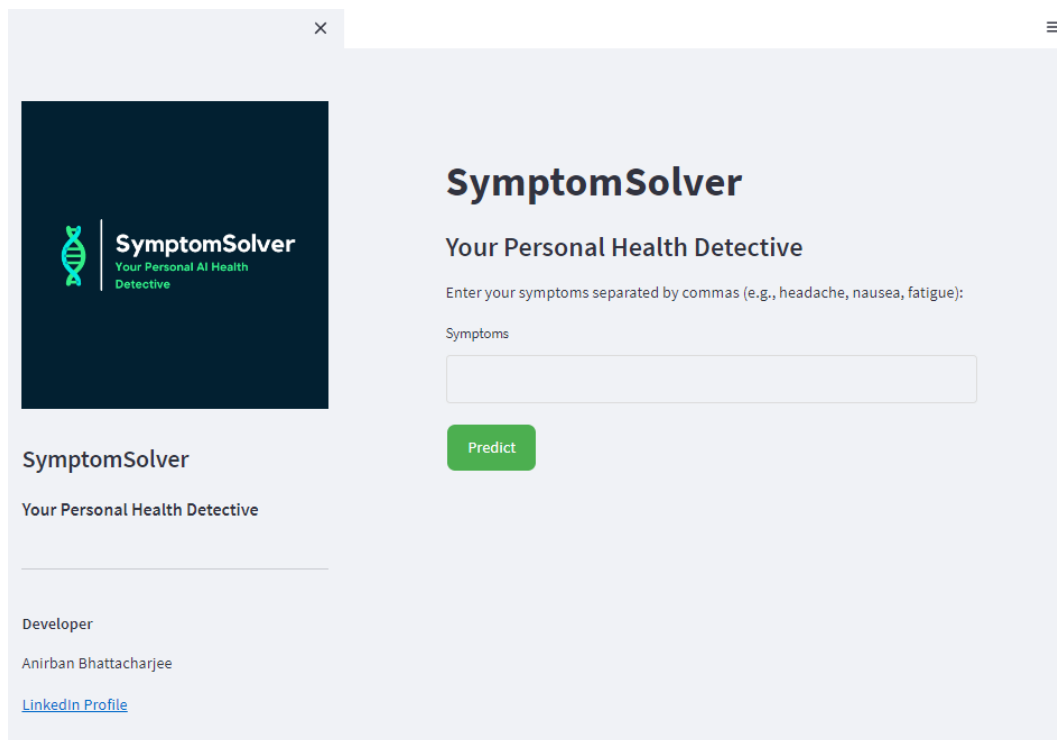 SymptomSolver
Your Personal AI Health
Detective
SymptomSolver
Your Personal Health Detective
Developer
Anirban Bhattacharjee
LinkedIn Profile
SymptomSolver
Your Personal Health Detective
Enter your symptoms separated by commas (e.g., headache, nausea, fatigue):
Symptoms
Predict